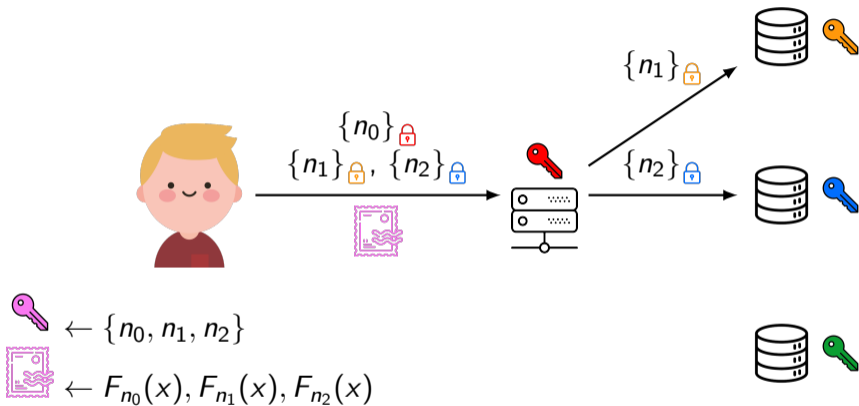 {n₁}
{n₀}
{n₁} , {n₂}
{n₂}
← {n₀, n₁, n₂}
← Fₙ₀(x), Fₙ₁(x), Fₙ₂(x)